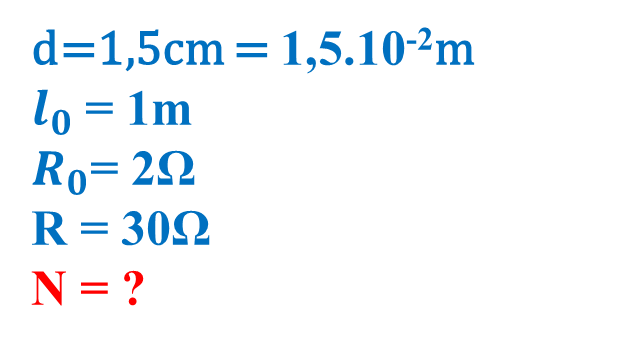 d=1,5cm = 1,5.10⁻²m
l₀ = 1m
R₀= 2Ω
R = 30Ω
N = ?